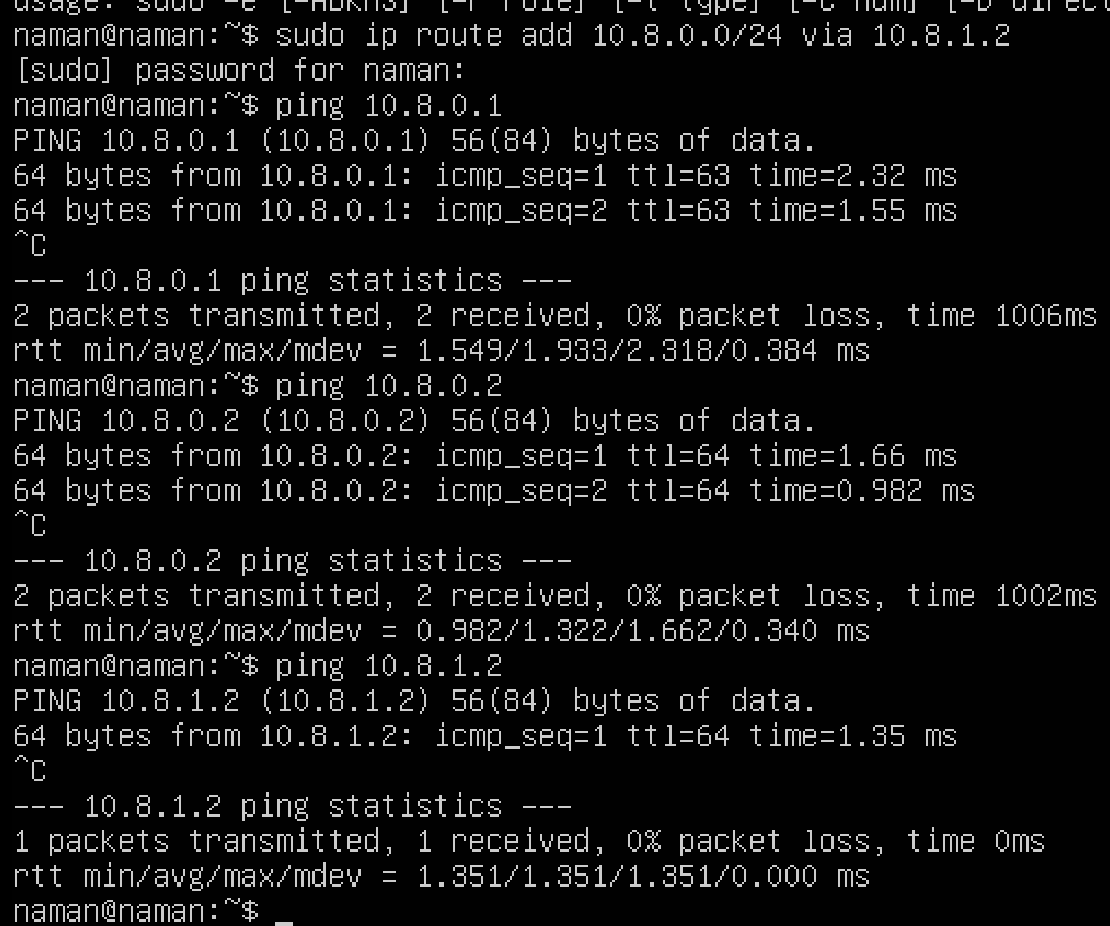 usage: sudo -e [-ABkNS] [-r role] [-t type] [-C num] [-D direct
naman@naman:~$ sudo ip route add 10.8.0.0/24 via 10.8.1.2
[sudo] password for naman:
naman@naman:~$ ping 10.8.0.1
PING 10.8.0.1 (10.8.0.1) 56(84) bytes of data.
64 bytes from 10.8.0.1: icmp_seq=1 ttl=63 time=2.32 ms
64 bytes from 10.8.0.1: icmp_seq=2 ttl=63 time=1.55 ms
^C
--- 10.8.0.1 ping statistics ---
2 packets transmitted, 2 received, 0% packet loss, time 1006ms
rtt min/avg/max/mdev = 1.549/1.933/2.318/0.384 ms
naman@naman:~$ ping 10.8.0.2
PING 10.8.0.2 (10.8.0.2) 56(84) bytes of data.
64 bytes from 10.8.0.2: icmp_seq=1 ttl=64 time=1.66 ms
64 bytes from 10.8.0.2: icmp_seq=2 ttl=64 time=0.982 ms
^C
--- 10.8.0.2 ping statistics ---
2 packets transmitted, 2 received, 0% packet loss, time 1002ms
rtt min/avg/max/mdev = 0.982/1.322/1.662/0.340 ms
naman@naman:~$ ping 10.8.1.2
PING 10.8.1.2 (10.8.1.2) 56(84) bytes of data.
64 bytes from 10.8.1.2: icmp_seq=1 ttl=64 time=1.35 ms
^C
--- 10.8.1.2 ping statistics ---
1 packets transmitted, 1 received, 0% packet loss, time 0ms
rtt min/avg/max/mdev = 1.351/1.351/1.351/0.000 ms
naman@naman:~$ _